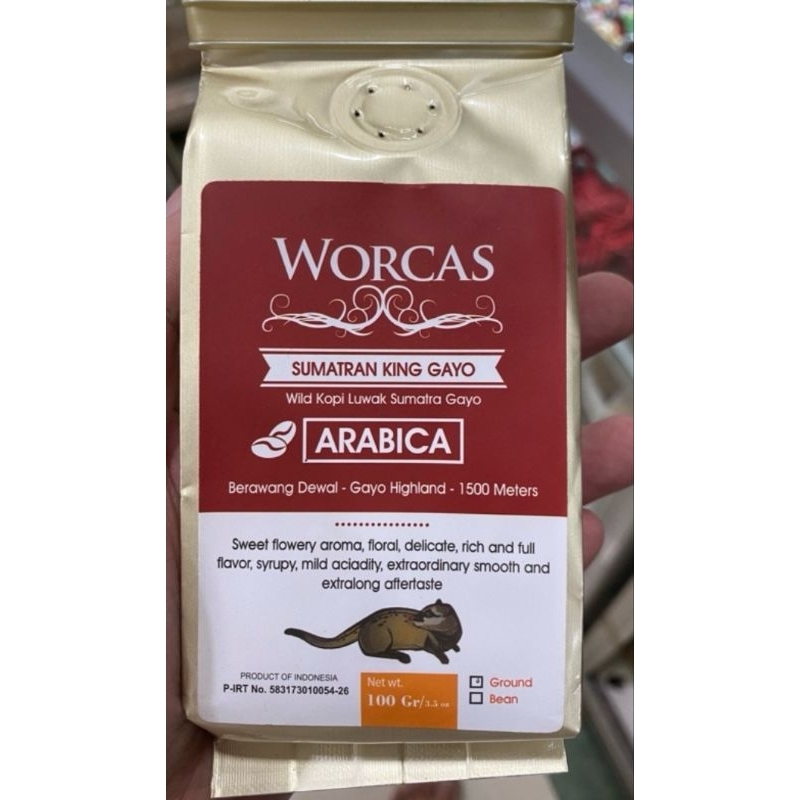 WORCAS
SUMATRAN KING GAYO
Wild Kopi Luwak Sumatra Gayo
ARABICA
Berawang Dewal - Gayo Highland - 1500 Meters
Sweet flowery aroma, floral, delicate, rich and full
flavor, syrupy, mild aciadity, extraordinary smooth and
extralong aftertaste
PRODUCT OF INDONESIA
P-IRT No. 583173010054-26
Net wt.
100 Gr/3.5 oz
Ground
Bean